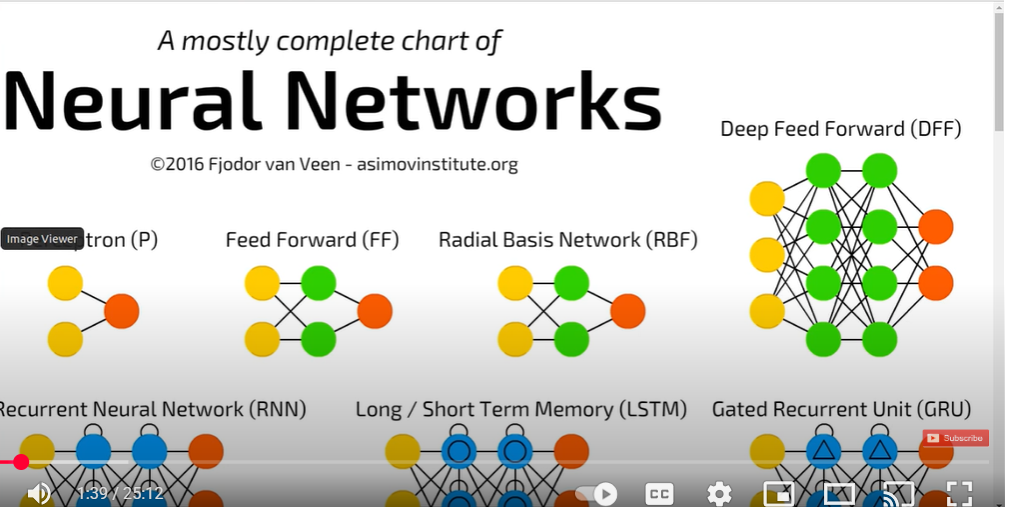 A mostly complete chart of
Neural Networks
©2016 Fjodor van Veen - asimovinstitute.org
Deep Feed Forward (DFF)
Image Viewer
tron (P)
Feed Forward (FF)
Radial Basis Network (RBF)
Recurrent Neural Network (RNN)
Long / Short Term Memory (LSTM)
Gated Recurrent Unit (GRU)
Subscribe
1:39 / 25:12
CC